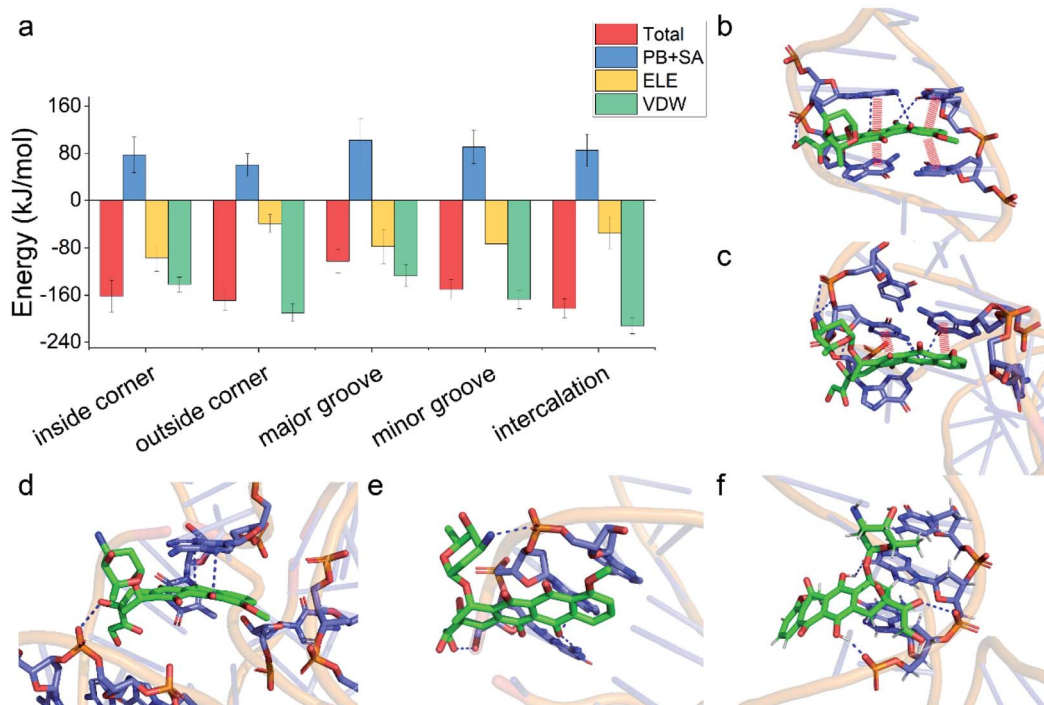 a
Total
PB+SA
ELE
VDW
Energy (kJ/mol)
160
80
0
-80
-160
-240
inside corner
outside corner
major groove
minor groove
intercalation
b
c
d
e
f